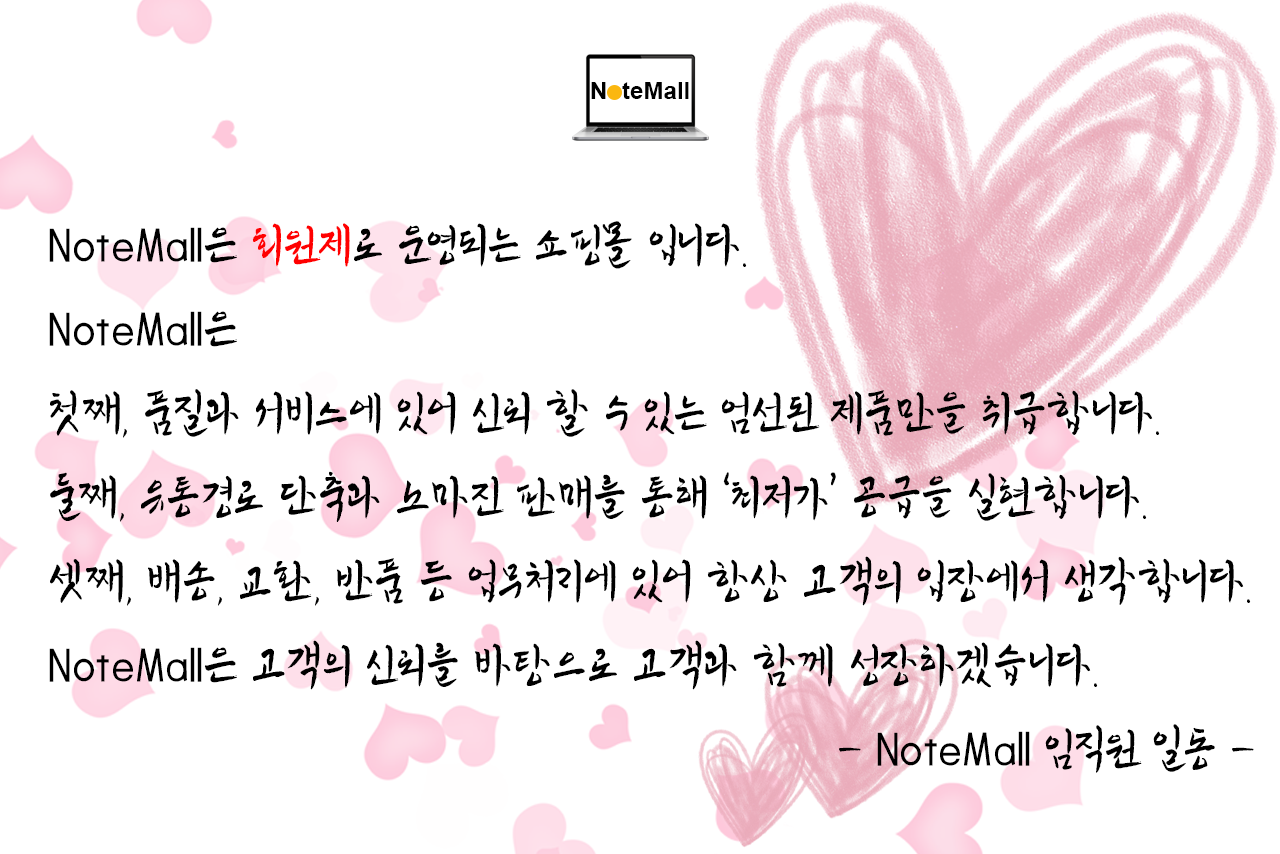 NoteMall
NoteMall은 회원제로 운영되는 쇼핑몰 입니다.
NoteMall은
첫째, 품질과 서비스에 있어 신뢰 할 수 있는 엄선된 제품만을 취급합니다.
둘째, 유통경로 단축과 노마진 판매를 통해 ‘최저가’ 공급을 실현합니다.
셋째, 배송, 교환, 반품 등 업무처리에 있어 항상 고객의 입장에서 생각합니다.
NoteMall은 고객의 신뢰를 바탕으로 고객과 함께 성장하겠습니다.
- NoteMall 임직원 일동 -